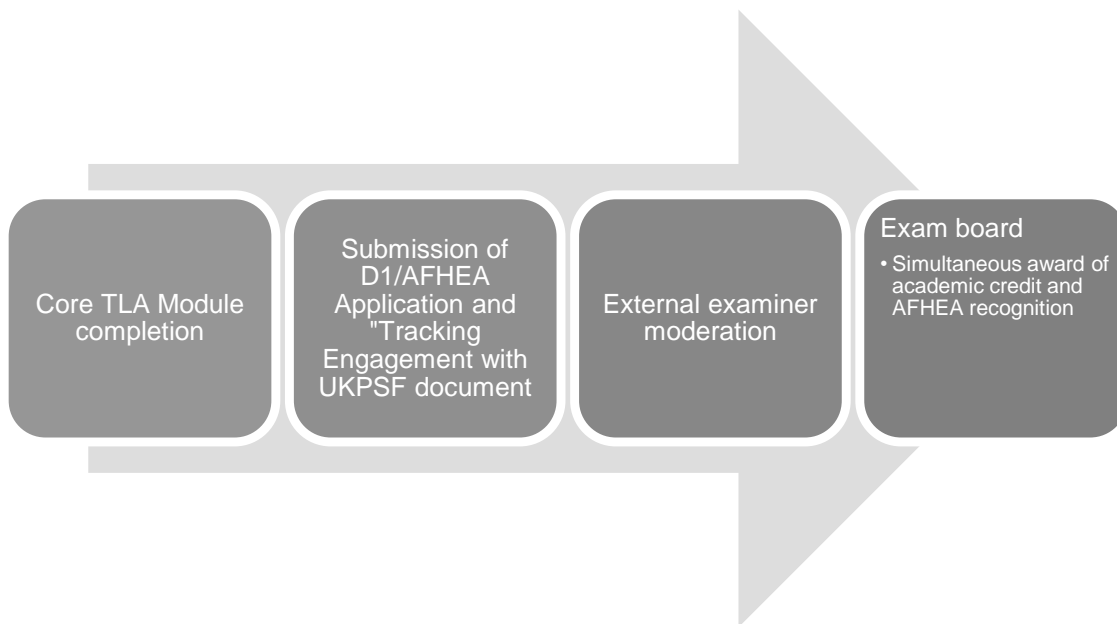 Core TLA Module
completion
Submission of
D1/AFHEA
Application and
"Tracking
Engagement with
UKPSF document
External examiner
moderation
Exam board
• Simultaneous award of
academic credit and
AFHEA recognition